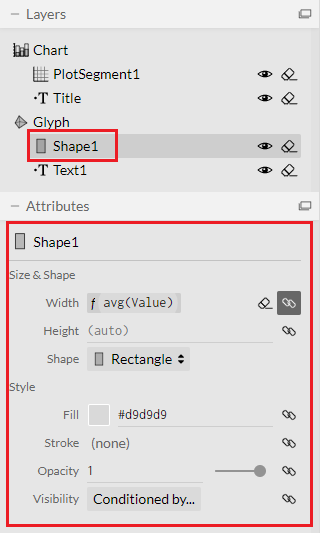 Layers
Chart
PlotSegment1
T Title
Glyph
Shape1
T Text1
Attributes
Shape1
Size & Shape
Width f avg(Value)
Height (auto)
Shape Rectangle
Style
Fill #d9d9d9
Stroke (none)
Opacity 1
Visibility Conditioned by...